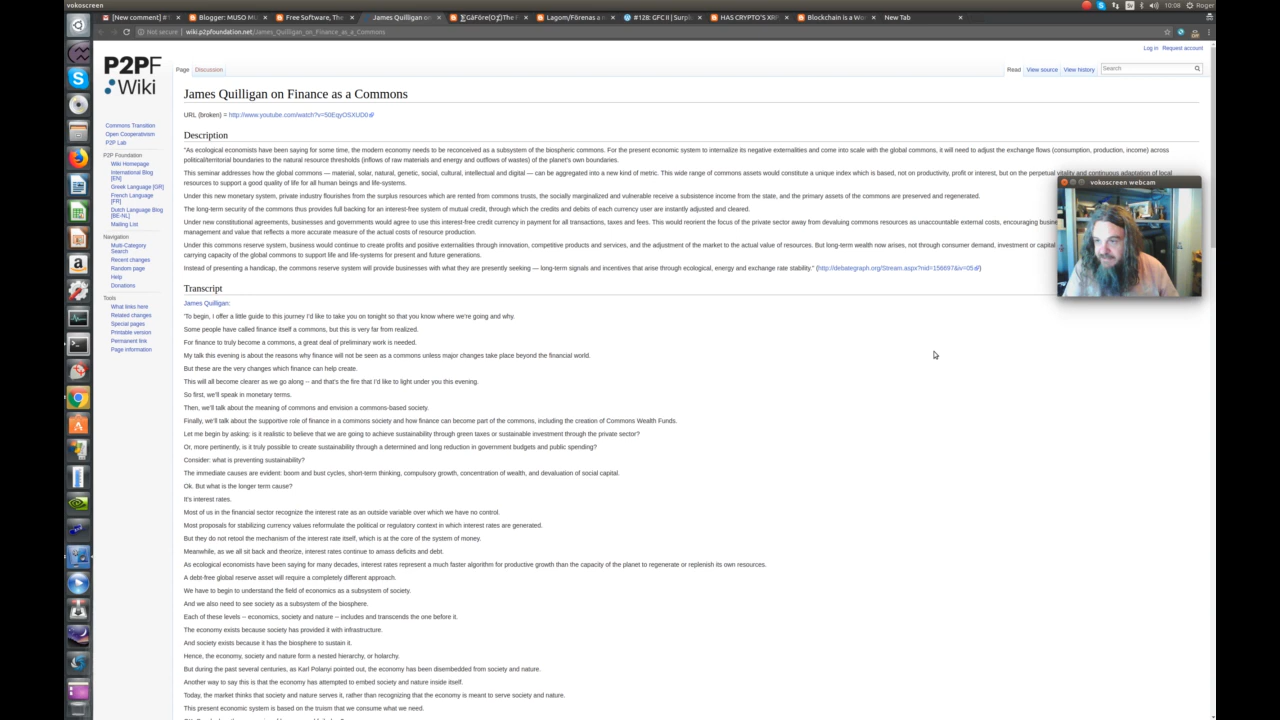 vokoscreen
Sv
10:08
Roger
[New comment] #1
Blogger: MUSO M
Free Software, The
James Quilligan on
ƔGâFôre(O
Lagom/Förenas a n
#128: GFC II | Surpl
HAS CRYPTO'S XR
Blockchain is a Wo
New Tab
Not secure
wiki.p2pfoundation.net/James_Quilligan_on_Finance_as_a_Commons
Log in Request account
P2PF
Wiki
Page Discussion
Read View source View history
Search
Commons Transition
Open Cooperativism
P2P Lab
P2P Foundation
Wiki Homepage
International Blog
[EN]
Greek Language [GR]
French Language
[FR]
Dutch Language Blog
[BE-NL]
Mailing List
Navigation
Multi-Category
Search
Recent changes
Random page
Help
Donations
Tools
What links here
Related changes
Special pages
Printable version
Permanent link
Page information
James Quilligan on Finance as a Commons
URL (broken) = http://www.youtube.com/watch?v=50EqyOSXUD0
Description
"As ecological economists have been saying for some time, the modern economy needs to be reconceived as a subsystem of the biospheric commons. For the present economic system to internalize its negative externalities and come into scale with the global commons, it will need to adjust the exchange flows (consumption, production, income) across
political/territorial boundaries to the natural resource thresholds (inflows of raw materials and energy and outflows of wastes) of the planet's own boundaries.
This seminar addresses how the global commons — material, solar, natural, genetic, social, cultural, intellectual and digital — can be aggregated into a new kind of metric. This wide range of commons assets would constitute a unique index which is based, not on productivity, profit or interest, but on the perpetual vitality and continuous adaptation of local
resources to support a good quality of life for all human beings and life-systems.
Under this new monetary system, private industry flourishes from the surplus resources which are rented from commons trusts, the socially marginalized and vulnerable receive a subsistence income from the state, and the primary assets of the commons are preserved and regenerated.
The long-term security of the commons thus provides full backing for an interest-free system of mutual credit, through which the credits and debits of each currency user are instantly adjusted and cleared.
Under new constitutional agreements, businesses and governments would agree to use this interest-free credit currency in payment for all transactions, taxes and fees. This would reorient the focus of the private sector away from devaluing commons resources as unaccountable external costs, encouraging
management and value that reflects a more accurate measure of the actual costs of resource production.
Under this commons reserve system, business would continue to create profits and positive externalities through innovation, competitive products and services, and the adjustment of the market to the actual value of resources. But long-term wealth now arises, not through consumer demand, investment or capital
carrying capacity of the global commons to support life and life-systems for present and future generations.
Instead of presenting a handicap, the commons reserve system will provide businesses with what they are presently seeking — long-term signals and incentives that arise through ecological, energy and exchange rate stability." (http://debategraph.org/Stream.aspx?nid=156697&iv=05)
vokoscreen webcam
Transcript
James Quilligan:
"To begin, I offer a little guide to this journey I'd like to take you on tonight so that you know where we're going and why.
Some people have called finance itself a commons, but this is very far from realized.
For finance to truly become a commons, a great deal of preliminary work is needed.
My talk this evening is about the reasons why finance will not be seen as a commons unless major changes take place beyond the financial world.
But these are the very changes which finance can help create.
This will all become clearer as we go along -- and that's the fire that I'd like to light under you this evening.
So first, we'll speak in monetary terms.
Then, we'll talk about the meaning of commons and envision a commons-based society.
Finally, we'll talk about the supportive role of finance in a commons society and how finance can become part of the commons, including the creation of Commons Wealth Funds.
Let me begin by asking: is it realistic to believe that we are going to achieve sustainability through green taxes or sustainable investment through the private sector?
Or, more pertinently, is it truly possible to create sustainability through a determined and long reduction in government budgets and public spending?
Consider: what is preventing sustainability?
The immediate causes are evident: boom and bust cycles, short-term thinking, compulsory growth, concentration of wealth, and devaluation of social capital.
Ok. But what is the longer term cause?
It's interest rates.
Most of us in the financial sector recognize the interest rate as an outside variable over which we have no control.
Most proposals for stabilizing currency values reformulate the political or regulatory context in which interest rates are generated.
But they do not retool the mechanism of the interest rate itself, which is at the core of the system of money.
Meanwhile, as we all sit back and theorize, interest rates continue to amass deficits and debt.
As ecological economists have been saying for many decades, interest rates represent a much faster algorithm for productive growth than the capacity of the planet to regenerate or replenish its own resources.
A debt-free global reserve asset will require a completely different approach.
We have to begin to understand the field of economics as a subsystem of society.
And we also need to see society as a subsystem of the biosphere.
Each of these levels -- economics, society and nature -- includes and transcends the one before it.
The economy exists because society has provided it with infrastructure.
And society exists because it has the biosphere to sustain it.
Hence, the economy, society and nature form a nested hierarchy, or holarchy.
But during the past several centuries, as Karl Polanyi pointed out, the economy has been disembedded from society and nature.
Another way to say this is that the economy has attempted to embed society and nature inside itself.
Today, the market thinks that society and nature serves it, rather than recognizing that the economy is meant to serve society and nature.
This present economic system is based on the truism that we consume what we need.